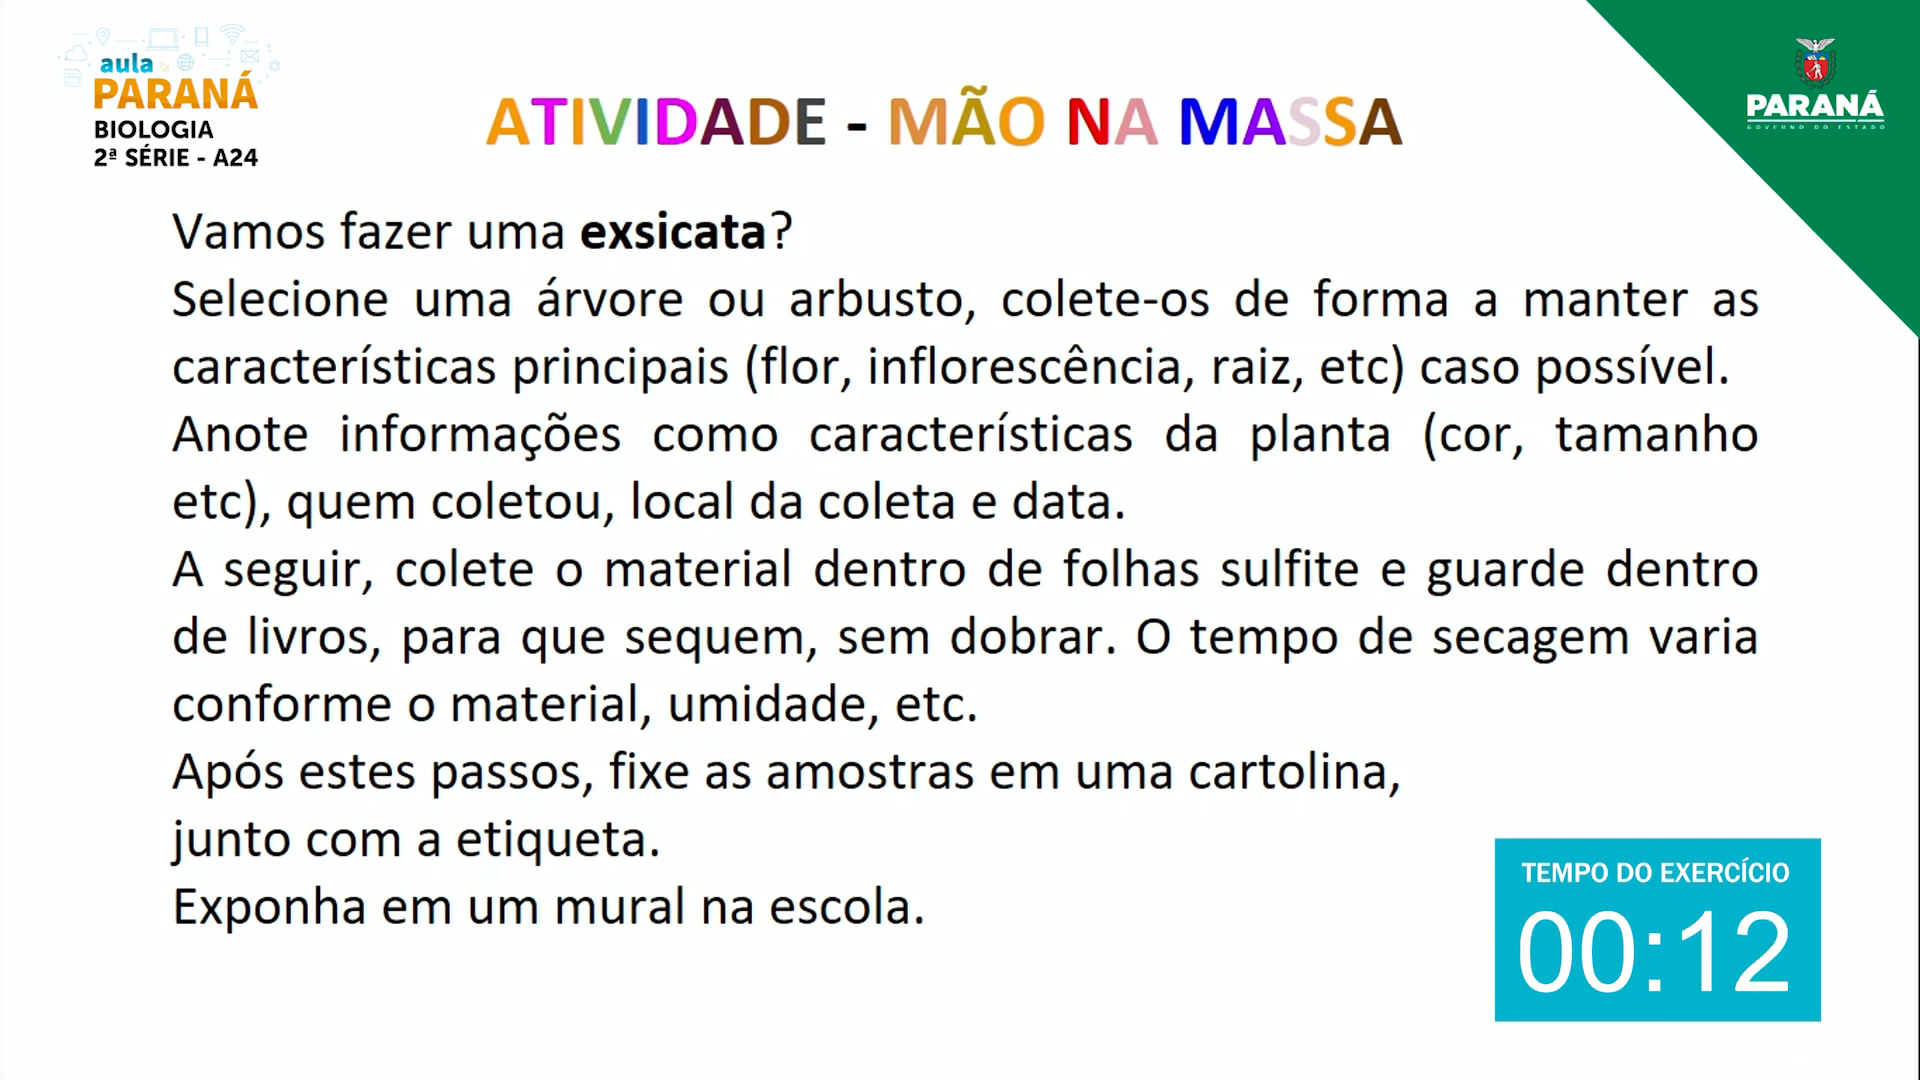 aula
PARANÁ
BIOLOGIA
2ª SÉRIE - A24
ATIVIDADE - MÃO NA MASSA
PARANÁ
GOVERNO DO ESTADO
Vamos fazer uma exsicata?
Selecione uma árvore ou arbusto, colete-os de forma a manter as
características principais (flor, inflorescência, raiz, etc) caso possível.
Anote informações como características da planta (cor, tamanho
etc), quem coletou, local da coleta e data.
A seguir, colete o material dentro de folhas sulfite e guarde dentro
de livros, para que sequem, sem dobrar. O tempo de secagem varia
conforme o material, umidade, etc.
Após estes passos, fixe as amostras em uma cartolina,
junto com a etiqueta.
Exponha em um mural na escola.
TEMPO DO EXERCÍCIO
00:12